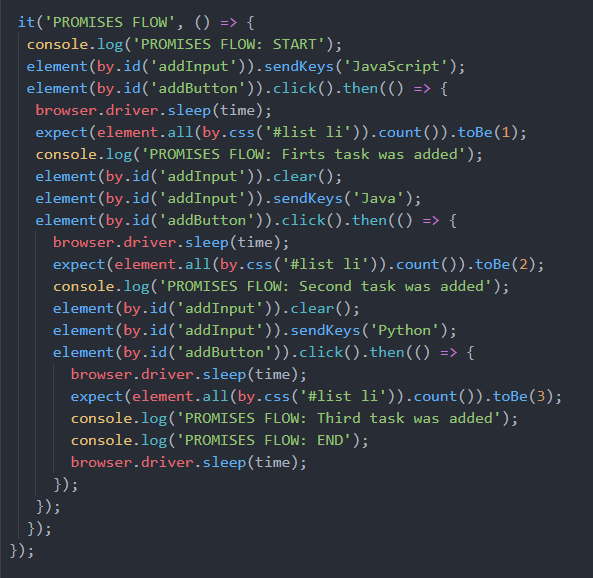 it('PROMISES FLOW', () => {
console.log('PROMISES FLOW: START');
element(by.id('addInput')).sendKeys('JavaScript');
element(by.id('addButton')).click().then(() => {
browser.driver.sleep(time);
expect(element.all(by.css('#list li')).count()).toBe(1);
console.log('PROMISES FLOW: Firts task was added');
element(by.id('addInput')).clear();
element(by.id('addInput')).sendKeys('Java');
element(by.id('addButton')).click().then(() => {
browser.driver.sleep(time);
expect(element.all(by.css('#list li')).count()).toBe(2);
console.log('PROMISES FLOW: Second task was added');
element(by.id('addInput')).clear();
element(by.id('addInput')).sendKeys('Python');
element(by.id('addButton')).click().then(() => {
browser.driver.sleep(time);
expect(element.all(by.css('#list li')).count()).toBe(3);
console.log('PROMISES FLOW: Third task was added');
console.log('PROMISES FLOW: END');
browser.driver.sleep(time);
});
});
});
});